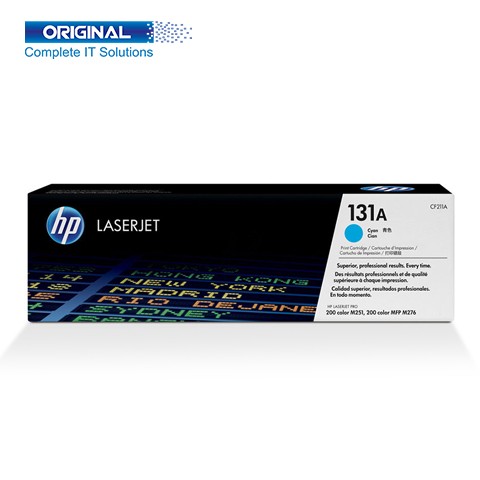 ORIGINAL
Complete IT Solutions
hp
LASERJET
131A
CF211A
Cyan 青色
Cian
Print Cartridge / Cartouche d'impression /
Cartucho de impresión / 打印硒鼓
Superior, professional results. Every time.
Des résultats professionnels et de qualité
supérieure à chaque impression.
Calidad superior, resultados profesionales.
En todo momento.
HP LASERJET PRO
200 color M251, 200 color MFP M276
HONG KONG
NEW YORK
MADRID
SYDNEY
RIO DE JANE